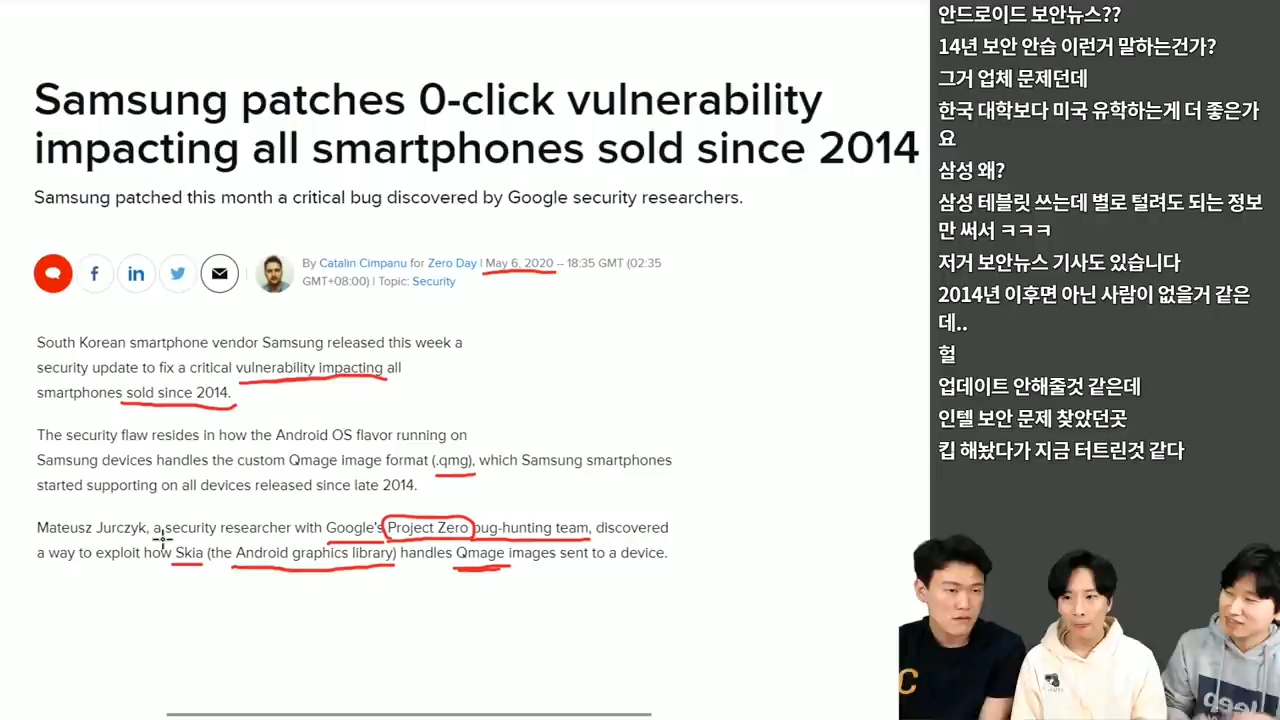 Samsung patches 0-click vulnerability
impacting all smartphones sold since 2014
Samsung patched this month a critical bug discovered by Google security researchers.
By Catalin Cimpanu for Zero Day | May 6, 2020 -- 18:35 GMT (02:35
GMT+08:00) | Topic: Security
South Korean smartphone vendor Samsung released this week a
security update to fix a critical vulnerability impacting all
smartphones sold since 2014.
The security flaw resides in how the Android OS flavor running on
Samsung devices handles the custom Qmage image format (.qmg), which Samsung smartphones
started supporting on all devices released since late 2014.
Mateusz Jurczyk, a security researcher with Google's Project Zero bug-hunting team, discovered
a way to exploit how Skia (the Android graphics library) handles Qmage images sent to a device.
안드로이드 보안뉴스??
14년 보안 안습 이런거 말하는건가?
그거 업체 문제던데
한국 대학보다 미국 유학하는게 더 좋은가
요
삼성 왜?
삼성 테블릿 쓰는데 별로 털려도 되는 정보
만 써서 ㅋㅋㅋ
저거 보안뉴스 기사도 있습니다
2014년 이후면 아닌 사람이 없을거 같은
데..
헐
업데이트 안해줄것 같은데
인텔 보안 문제 찾았던곳
킵 해놨다가 지금 터트린것 같다